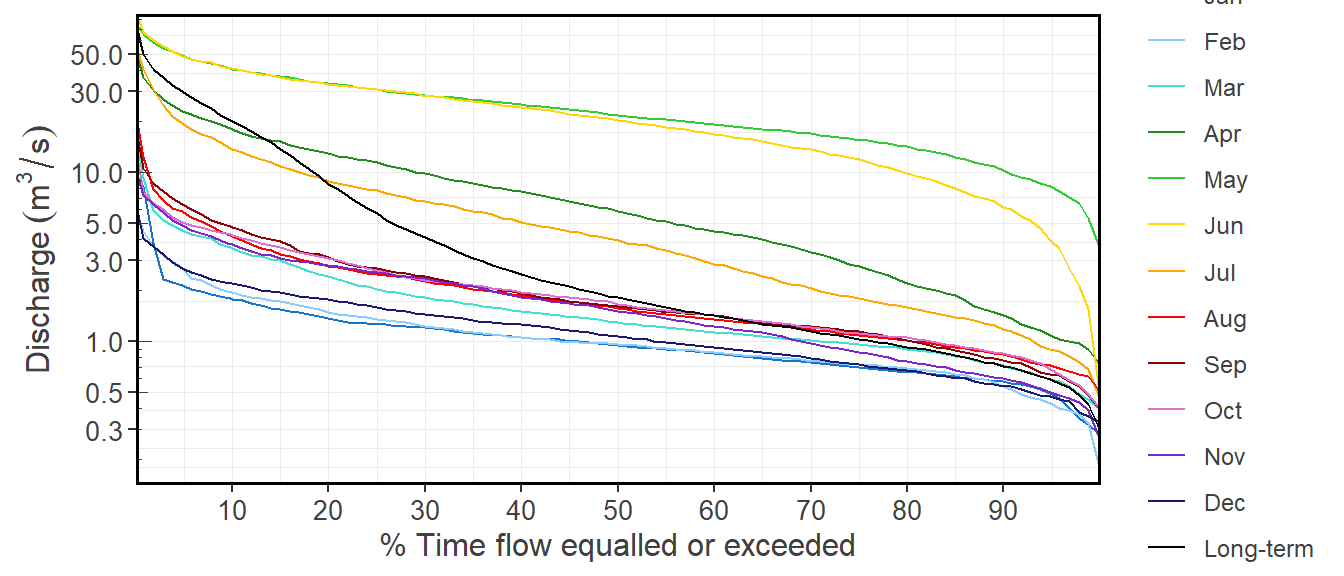 Jan
Feb
Mar
Apr
May
Jun
Jul
Aug
Sep
Oct
Nov
Dec
Long-term
Discharge (m³/s)
50.0
30.0
10.0
5.0
3.0
1.0
0.5
0.3
10 20 30 40 50 60 70 80 90
% Time flow equalled or exceeded